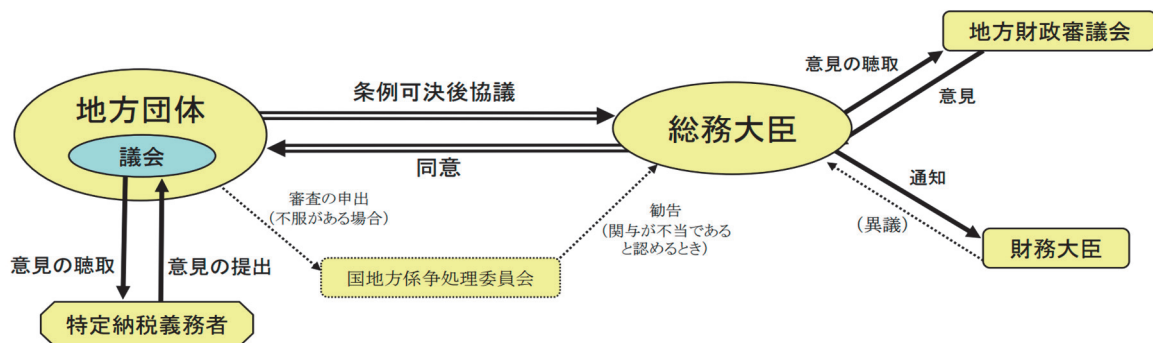 地方財政審議会
意見の聴取
意見
地方団体
議会
条例可決後協議
同意
総務大臣
通知
(異議)
財務大臣
審査の申出
(不服がある場合)
勧告
(関与が不当である
と認めるとき)
国地方係争処理委員会
意見の聴取
意見の提出
特定納税義務者